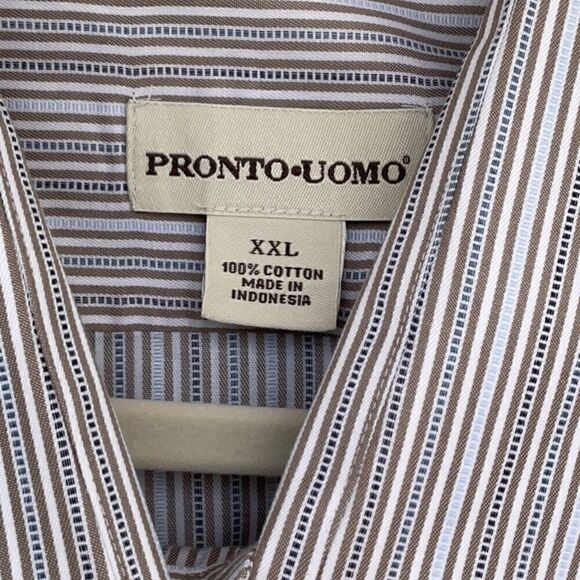 PRONTO•UOMO®
XXL
100% COTTON
MADE IN
INDONESIA